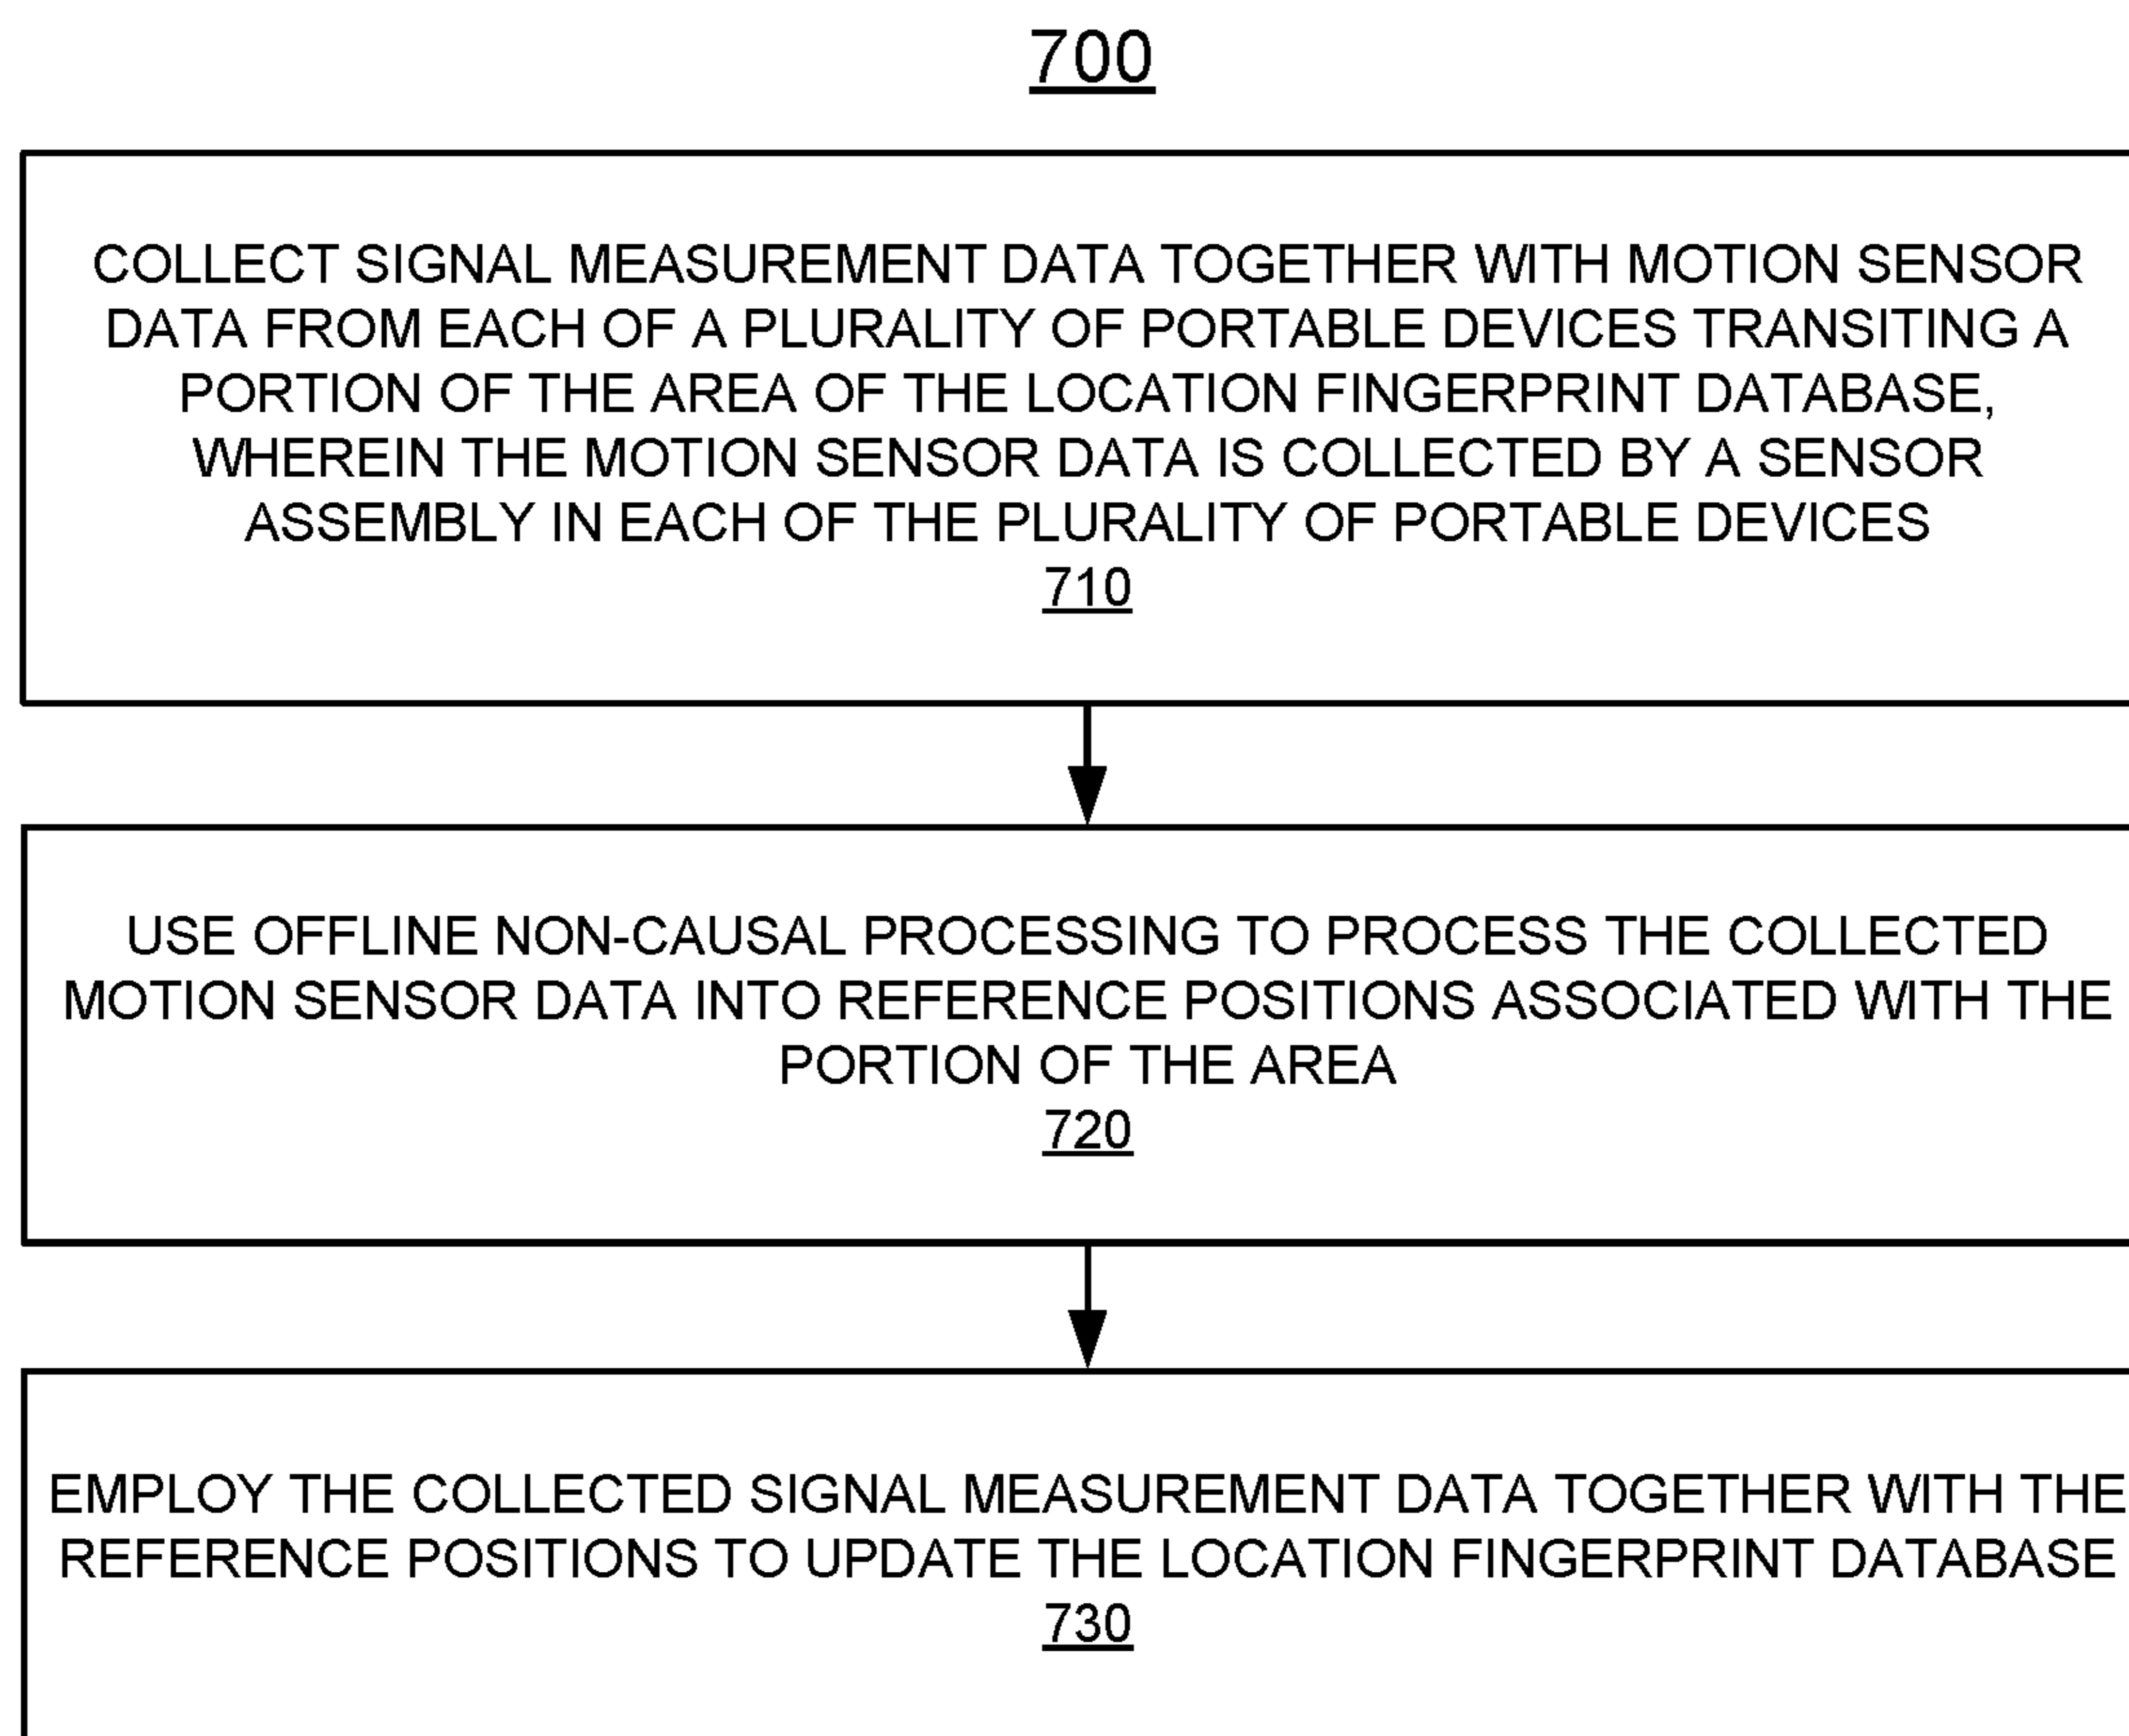 700
COLLECT SIGNAL MEASUREMENT DATA TOGETHER WITH MOTION SENSOR
DATA FROM EACH OF A PLURALITY OF PORTABLE DEVICES TRANSITING A
PORTION OF THE AREA OF THE LOCATION FINGERPRINT DATABASE,
WHEREIN THE MOTION SENSOR DATA IS COLLECTED BY A SENSOR
ASSEMBLY IN EACH OF THE PLURALITY OF PORTABLE DEVICES
710
USE OFFLINE NON-CAUSAL PROCESSING TO PROCESS THE COLLECTED
MOTION SENSOR DATA INTO REFERENCE POSITIONS ASSOCIATED WITH THE
PORTION OF THE AREA
720
EMPLOY THE COLLECTED SIGNAL MEASUREMENT DATA TOGETHER WITH THE
REFERENCE POSITIONS TO UPDATE THE LOCATION FINGERPRINT DATABASE
730